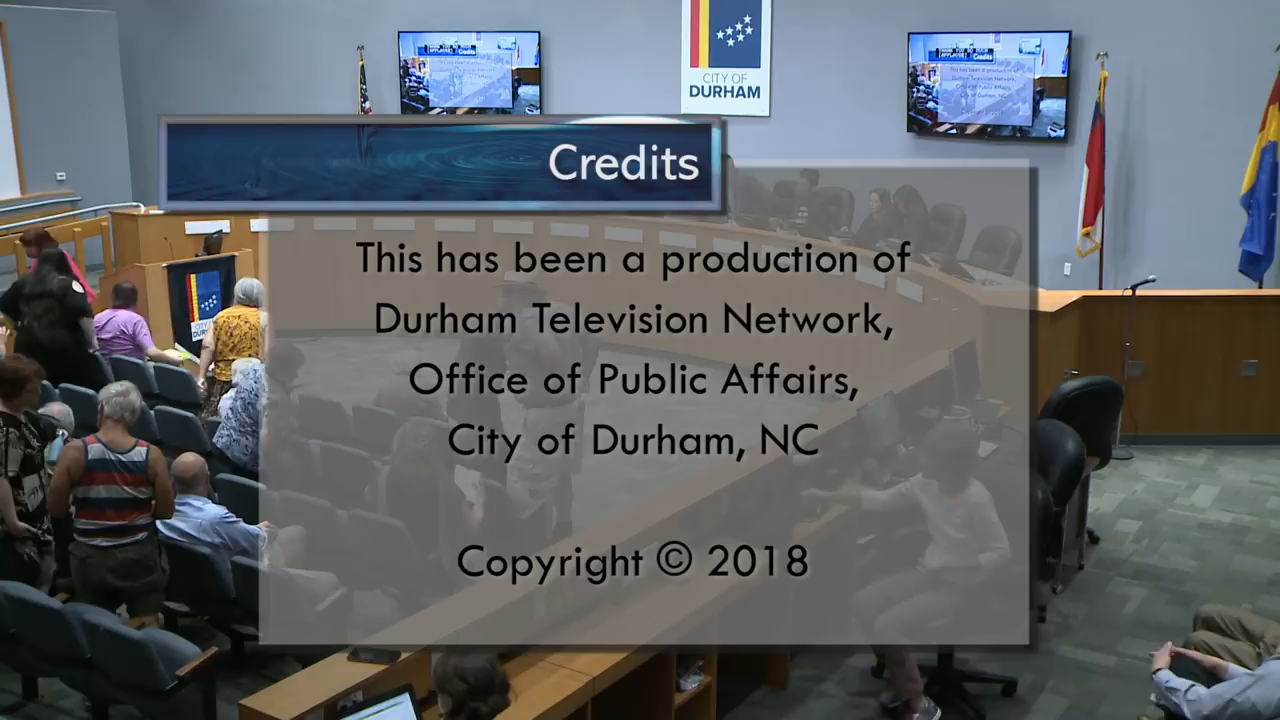 CITY OF
DURHAM
Credits
This has been a production of
Durham Television Network,
Office of Public Affairs,
City of Durham, NC
Copyright © 2018